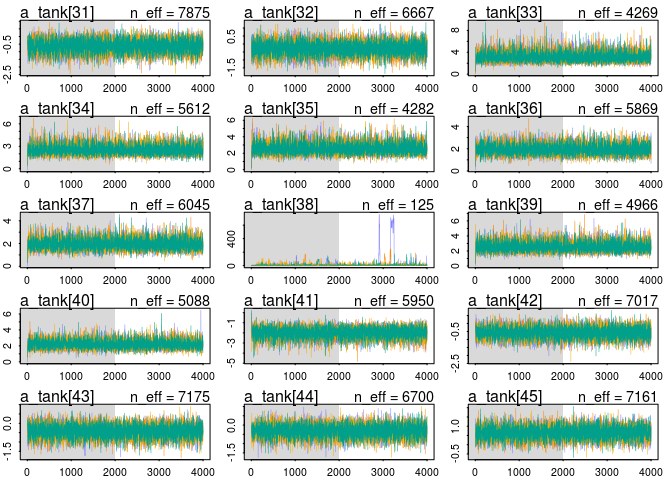 a_tank[31] n_eff = 7875 a_tank[32] n_eff = 6667 a_tank[33] n_eff = 4269
-0.5 0.5 8
-2.5 -1.5 4
0
0 1000 2000 3000 4000 0 1000 2000 3000 4000 0 1000 2000 3000 4000
a_tank[34] n_eff = 5612 a_tank[35] n_eff = 4282 a_tank[36] n_eff = 5869
6 6 4
3 4 2
0 2 0
0
0 1000 2000 3000 4000 0 1000 2000 3000 4000 0 1000 2000 3000 4000
a_tank[37] n_eff = 6045 a_tank[38] n_eff = 125 a_tank[39] n_eff = 4966
4 400 6
2 0 4
0 2
0
0 1000 2000 3000 4000 0 1000 2000 3000 4000 0 1000 2000 3000 4000
a_tank[40] n_eff = 5088 a_tank[41] n_eff = 5950 a_tank[42] n_eff = 7017
6 -1 -0.5
4 -3 -2.5
2 -5
0
0 1000 2000 3000 4000 0 1000 2000 3000 4000 0 1000 2000 3000 4000
a_tank[43] n_eff = 7175 a_tank[44] n_eff = 6700 a_tank[45] n_eff = 7161
0.0 0.0 1.0
-1.5 -1.5 -0.5
0 1000 2000 3000 4000 0 1000 2000 3000 4000 0 1000 2000 3000 4000